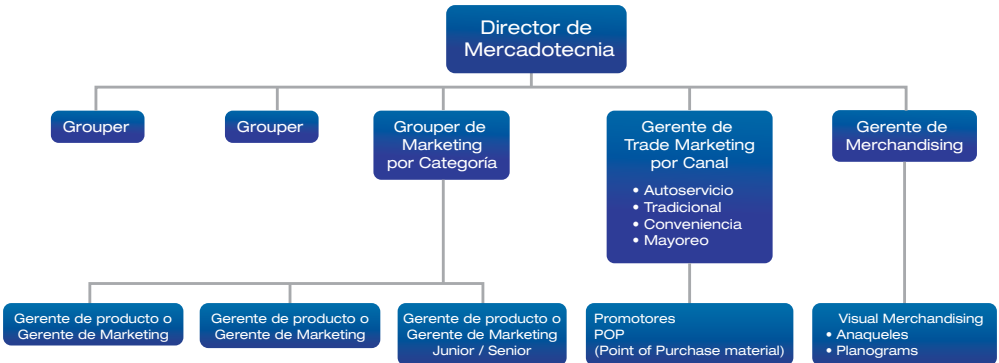 Director de
Mercadotecnia
Grouper
Grouper
Grouper de
Marketing
por Categoría
Gerente de
Trade Marketing
por Canal
• Autoservicio
• Tradicional
• Conveniencia
• Mayoreo
Gerente de
Merchandising
Gerente de producto o
Gerente de Marketing
Gerente de producto o
Gerente de Marketing
Gerente de producto o
Gerente de Marketing
Junior / Senior
Promotores
POP
(Point of Purchase material)
Visual Merchandising
• Anaqueles
• Planograms